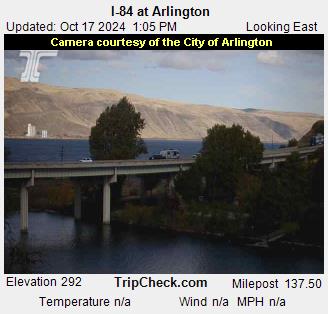 I-84 at Arlington
Updated: Oct 17 2024 1:05 PM Looking East
Camera courtesy of the City of Arlington
Elevation 292 TripCheck.com Milepost 137.50
Temperature n/a Wind n/a MPH n/a